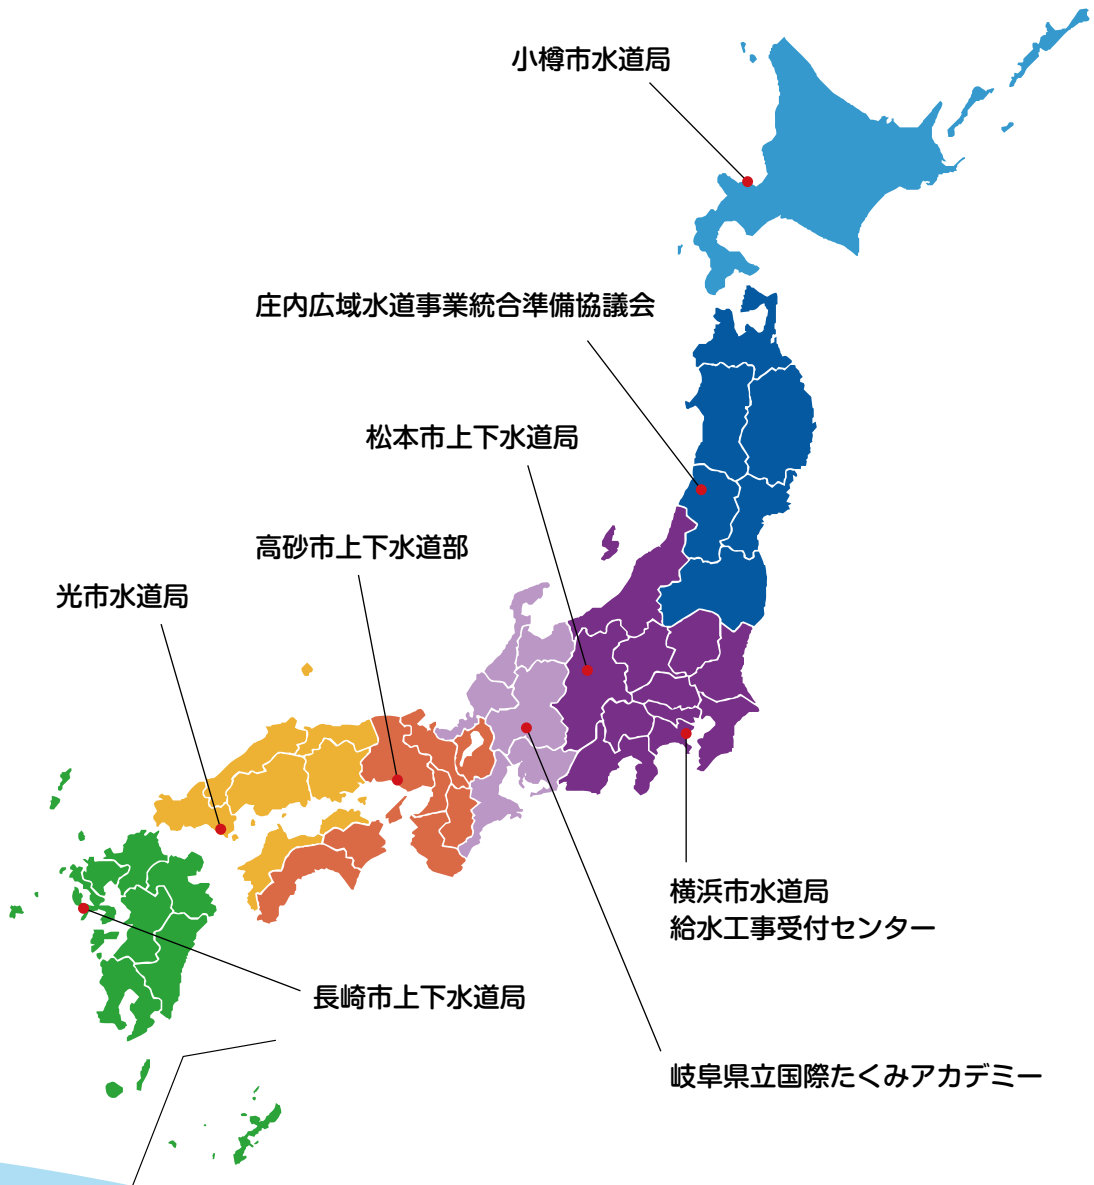 小樽市水道局
庄内広域水道事業統合準備協議会
松本市上下水道局
高砂市上下水道部
光市水道局
横浜市水道局
給水工事受付センター
長崎市上下水道局
岐阜県立国際たくみアカデミー